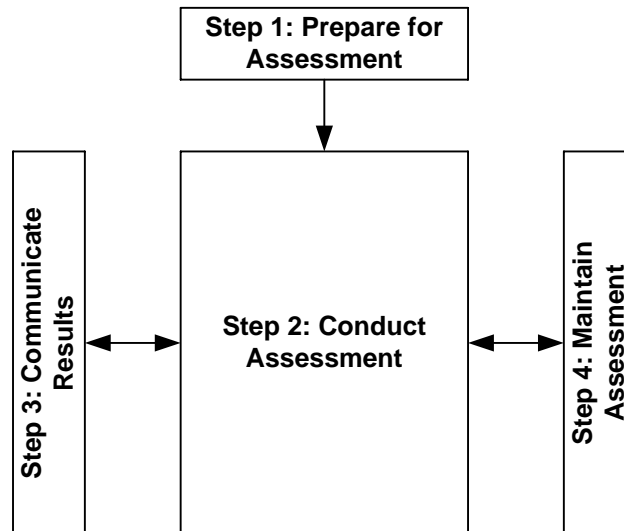 Step 1: Prepare for
Assessment
Step 3: Communicate
Results
Step 2: Conduct
Assessment
Step 4: Maintain
Assessment